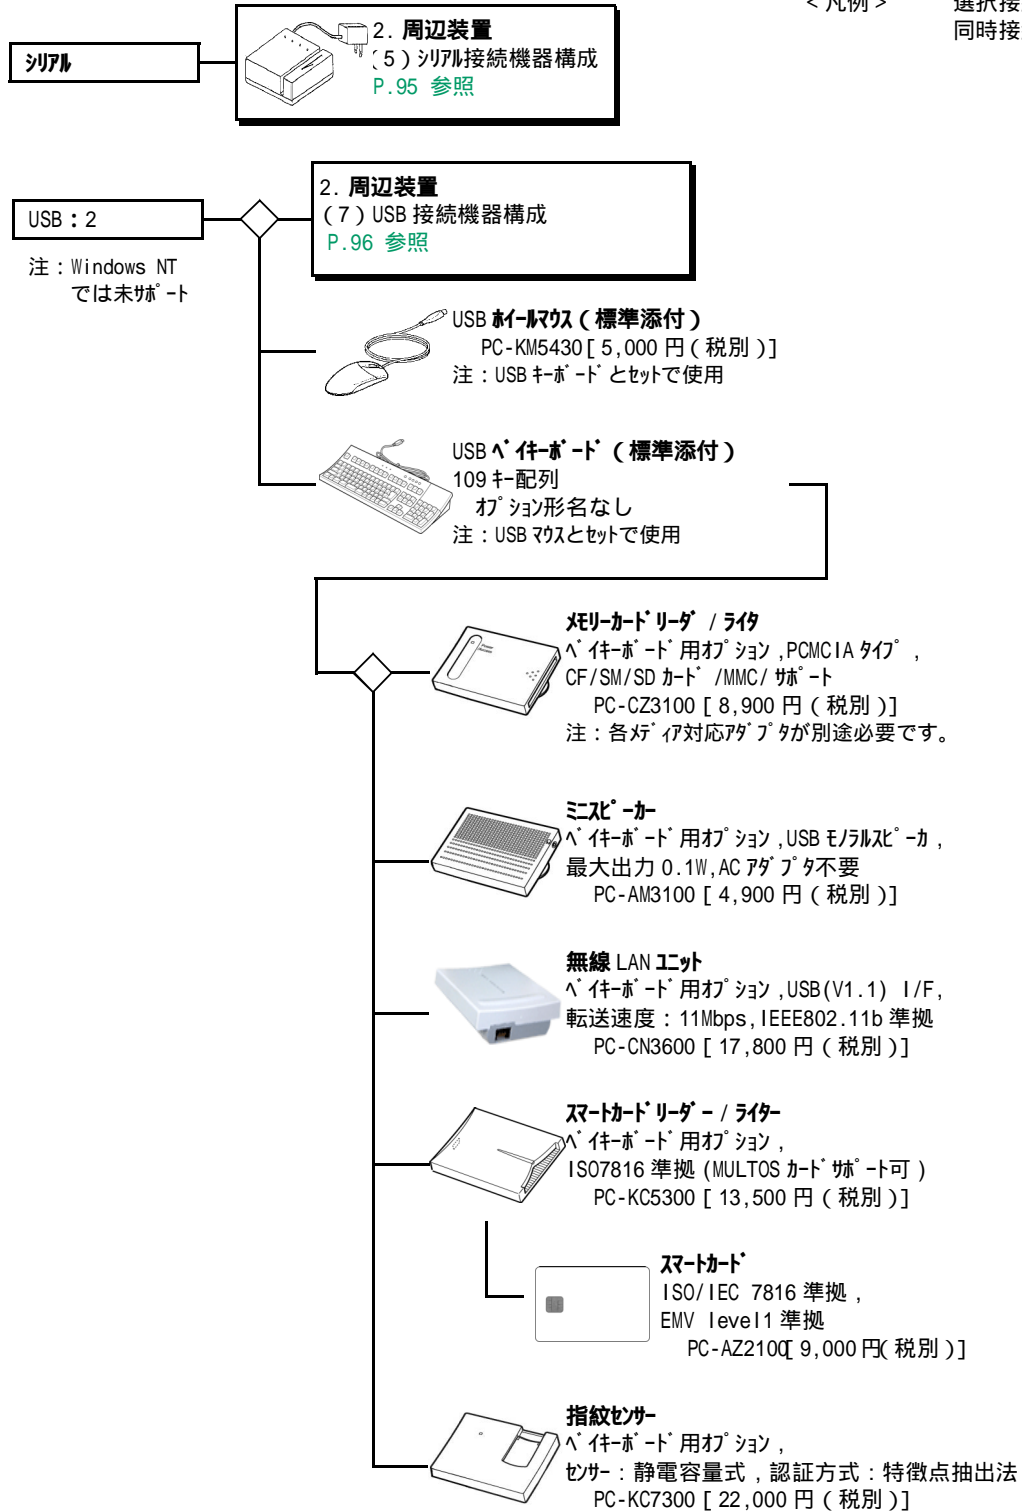 <凡例> 選択接
同時接
ｼﾘｱﾙ
2. 周辺装置
(5)ｼﾘｱﾙ接続機器構成
P.95 参照
USB:2
注:Windows NT
では未ｻﾎﾟｰﾄ
2. 周辺装置
(7)USB 接続機器構成
P.96 参照
USB ﾎｲｰﾙﾏｳｽ(標準添付)
PC-KM5430[ 5,000 円(税別)]
注:USB ｷｰﾎﾞｰﾄﾞとｾｯﾄで使用
USB ﾍﾞｲｷｰﾎﾞｰﾄﾞ(標準添付)
109 ｷｰ配列
ｵﾌﾟｼｮﾝ形名なし
注:USB ﾏｳｽとｾｯﾄで使用
ﾒﾓﾘｰｶｰﾄﾞﾘｰﾀﾞ/ﾗｲﾀ
ﾍﾞｲｷｰﾎﾞｰﾄﾞ用ｵﾌﾟｼｮﾝ,PCMCIA ﾀｲﾌﾟ,
CF/SM/SD ｶｰﾄﾞ/MMC/ ｻﾎﾟｰﾄ
PC-CZ3100 [ 8,900 円(税別)]
注:各ﾒﾃﾞｨｱ対応ｱﾀﾞﾌﾟﾀが別途必要です。
ﾐﾆｽﾋﾟｰｶｰ
ﾍﾞｲｷｰﾎﾞｰﾄﾞ用ｵﾌﾟｼｮﾝ,USB ﾓﾉﾗﾙｽﾋﾟｰｶ,
最大出力 0.1W,AC ｱﾀﾞﾌﾟﾀ不要
PC-AM3100 [ 4,900 円(税別)]
無線 LAN ﾕﾆｯﾄ
ﾍﾞｲｷｰﾎﾞｰﾄﾞ用ｵﾌﾟｼｮﾝ,USB(V1.1) I/F,
転送速度:11Mbps,IEEE802.11b 準拠
PC-CN3600 [ 17,800 円(税別)]
ｽﾏｰﾄｶｰﾄﾞﾘｰﾀﾞｰ/ﾗｲﾀｰ
ﾍﾞｲｷｰﾎﾞｰﾄﾞ用ｵﾌﾟｼｮﾝ,
ISO7816 準拠(MULTOS ｶｰﾄﾞｻﾎﾟｰﾄ可)
PC-KC5300 [ 13,500 円(税別)]
ｽﾏｰﾄｶｰﾄﾞ
ISO/IEC 7816 準拠,
EMV level1 準拠
PC-AZ2100[ 9,000 円(税別)]
指紋ｾﾝｻｰ
ﾍﾞｲｷｰﾎﾞｰﾄﾞ用ｵﾌﾟｼｮﾝ,
ｾﾝｻｰ:静電容量式,認証方式:特徴点抽出法
PC-KC7300 [ 22,000 円(税別)]